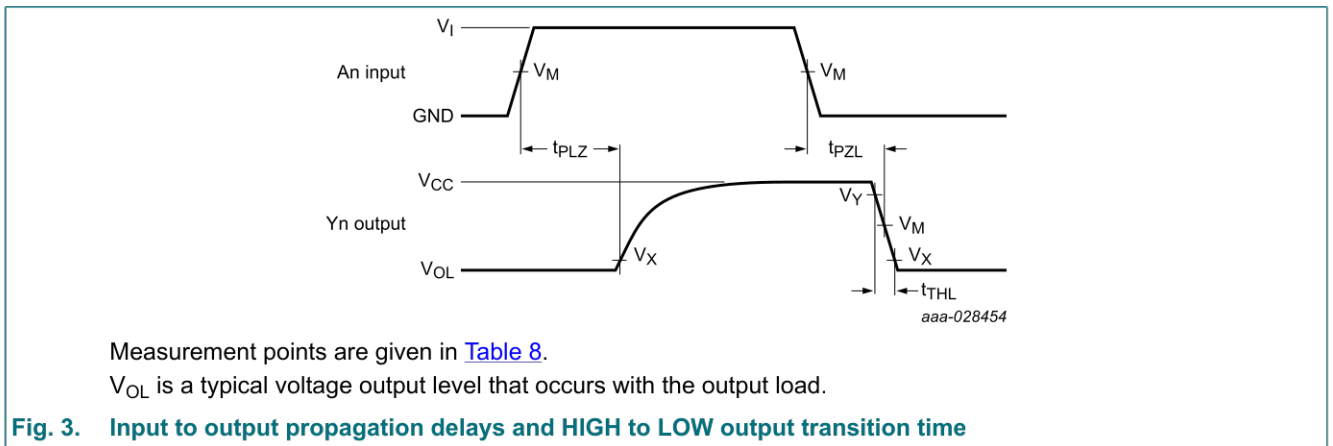 VI
An input
VM
VM
GND
tPLZ
tPZL
VCC
VY
Yn output
VM
VX
VX
VOL
tTHL
aaa-028454
Measurement points are given in Table 8.
VOL is a typical voltage output level that occurs with the output load.
Fig. 3. Input to output propagation delays and HIGH to LOW output transition time